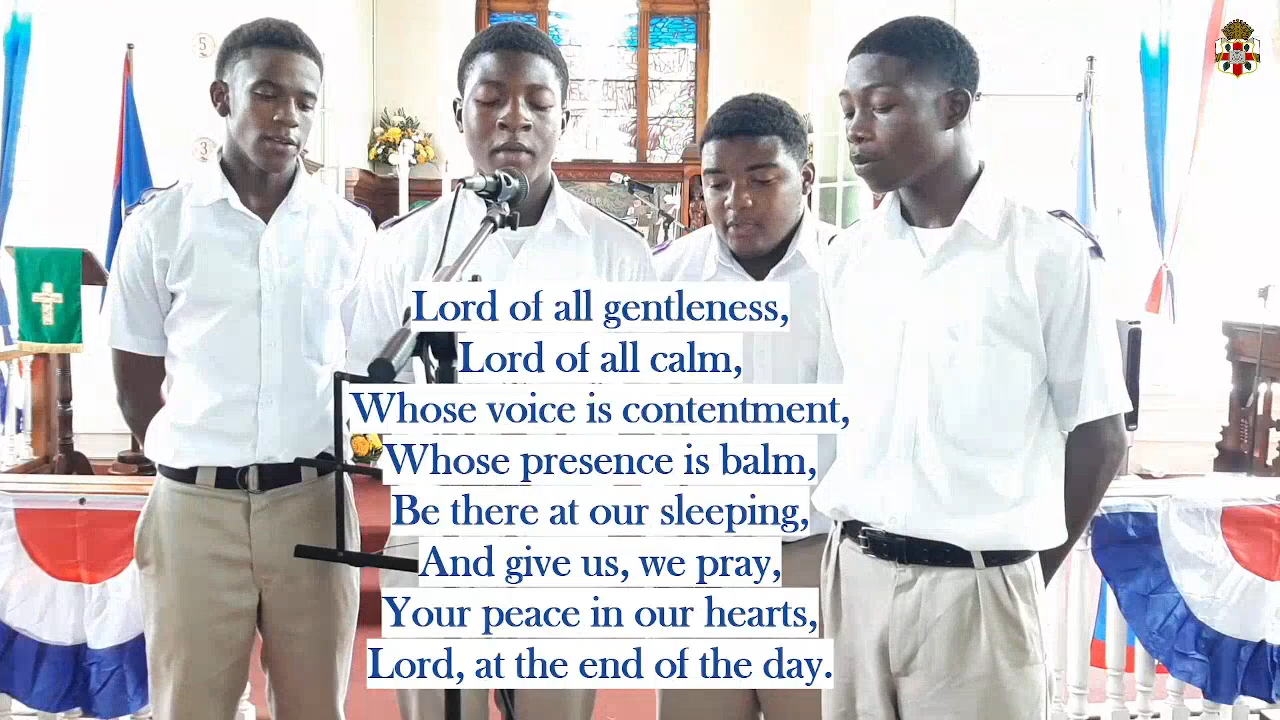 5
3
Lord of all gentleness,
Lord of all calm,
Whose voice is contentment,
Whose presence is balm,
Be there at our sleeping,
And give us, we pray,
Your peace in our hearts,
Lord, at the end of the day.